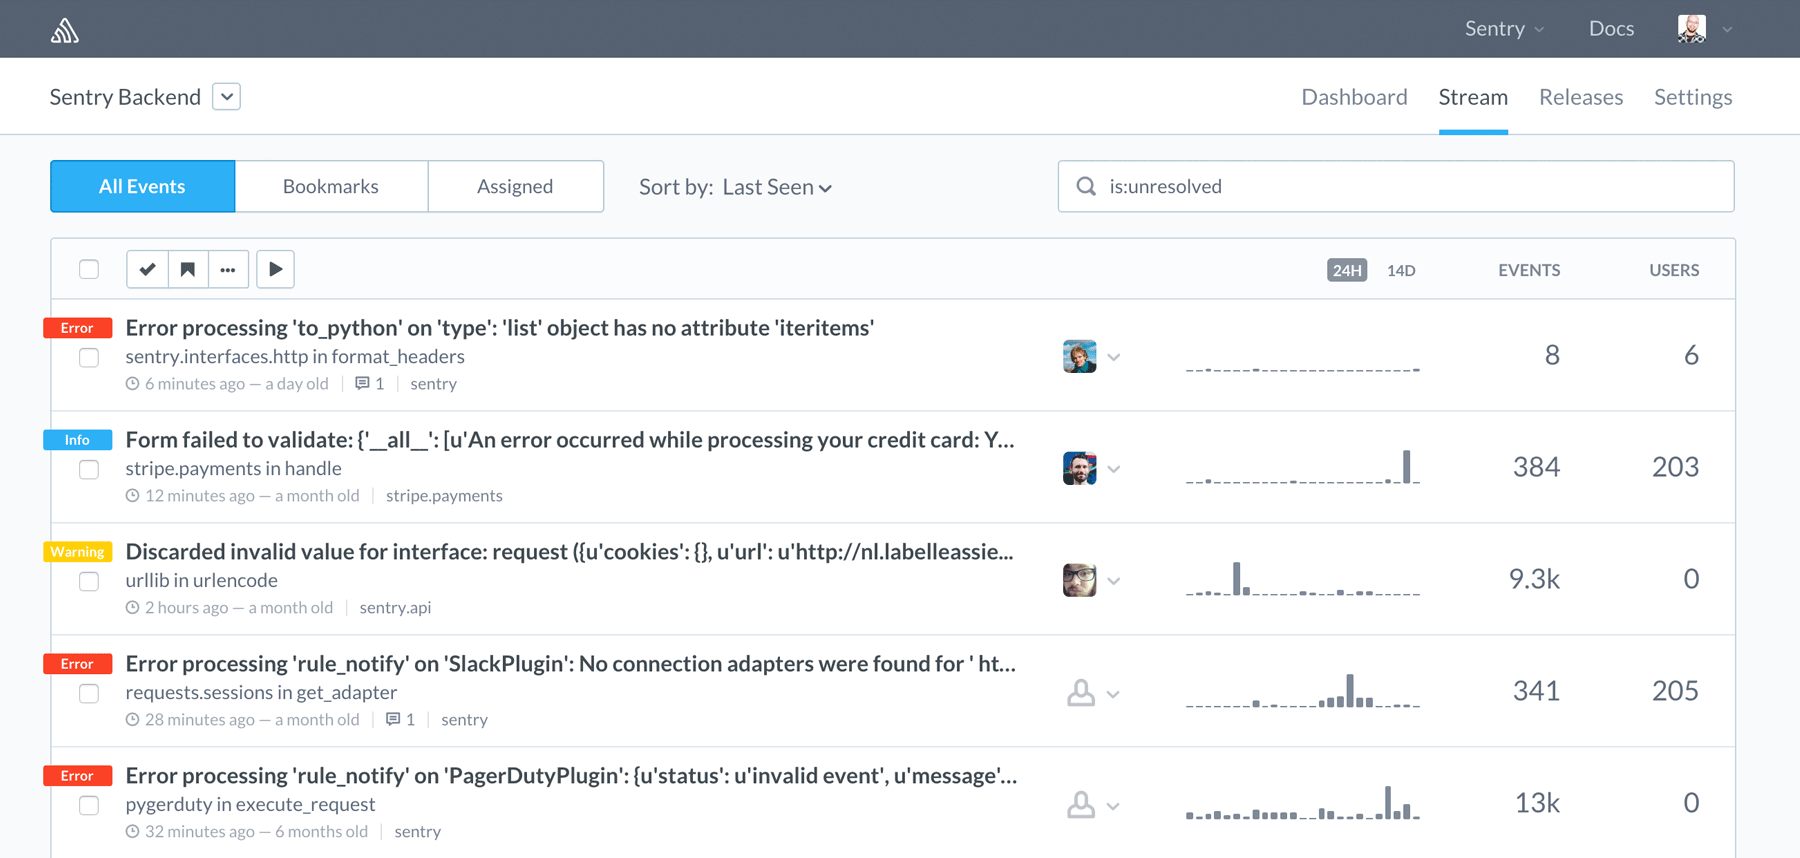 Sentry Docs
Sentry Backend Dashboard Stream Releases Settings
All Events Bookmarks Assigned Sort by: Last Seen is:unresolved
24H 14D EVENTS USERS
Error Error processing 'to_python' on 'type': 'list' object has no attribute 'iteritems'
sentry.interfaces.http in format_headers 8 6
6 minutes ago — a day old 1 sentry
Info Form failed to validate: {'__all__': [u'An error occurred while processing your credit card: Y...
stripe.payments in handle 384 203
12 minutes ago — a month old stripe.payments
Warning Discarded invalid value for interface: request ({u'cookies': {}, u'url': u'http://nl.labelleassie...
urllib in urlencode 9.3k 0
2 hours ago — a month old sentry.api
Error Error processing 'rule_notify' on 'SlackPlugin': No connection adapters were found for ' ht...
requests.sessions in get_adapter 341 205
28 minutes ago — a month old 1 sentry
Error Error processing 'rule_notify' on 'PagerDutyPlugin': {u'status': u'invalid event', u'message'...
pygerduty in execute_request 13k 0
32 minutes ago — 6 months old sentry